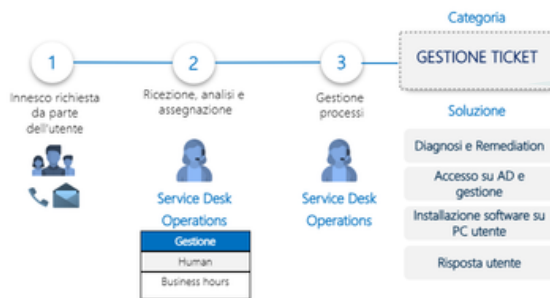 Categoria
1
2
3
GESTIONE TICKET
Innesco richiesta
da parte
dell'utente
Ricezione, analisi e
assegnazione
Gestione
processi
Service Desk
Operations
Gestione
Human
Business hours
Service Desk
Operations
Soluzione
Diagnosi e Remediation
Accesso su AD e
gestione
Installazione software su
PC utente
Risposta utente